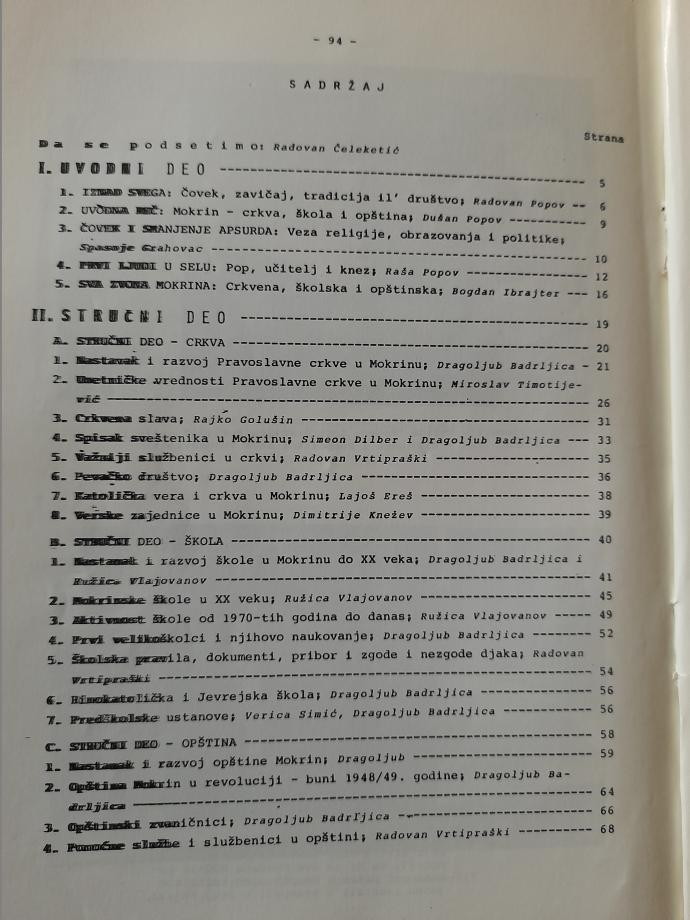 - 94 -
SADRŽAJ
Strana
Da se podsetimo: Radovan Čeleketić
I. UVODNI DEO ---------- 5
1. IZNAD SVEGA: Čovek, zavičaj, tradicija il' društvo; Radovan Popov -- 6
2. UVODNA REČ: Mokrin - crkva, škola i opština; Dušan Popov ---------- 9
3. ČOVEK I SMANJENJE APSURDA: Veza religije, obrazovanja i politike;
Spasoje Grahovac ---------- 10
4. PRVI LJUDI U SELU: Pop, učitelj i knez; Raša Popov ---------- 12
5. SVA ZVONA MOKRINA: Crkvena, školska i opštinska; Bogdan Ibrajter --- 16
II. STRUČNI DEO ---------- 19
A. STRUČNI DEO - CRKVA ---------- 20
1. Nastanak i razvoj Pravoslavne crkve u Mokrinu; Dragoljub Badrljica - 21
2. Umetničke vrednosti Pravoslavne crkve u Mokrinu; Miroslav Timotije-
vić ---------- 26
3. Crkvena slava; Rajko Golušin ---------- 31
4. Spisak sveštenika u Mokrinu; Simeon Dilber i Dragoljub Badrljica --- 33
5. Važniji službenici u crkvi; Radovan Vrtipraški ---------- 35
6. Pevačko društvo; Dragoljub Badrljica ---------- 36
7. Katolička vera i crkva u Mokrinu; Lajoš Ereš ---------- 38
8. Verske zajednice u Mokrinu; Dimitrije Knežev ---------- 39
B. STRUČNI DEO - ŠKOLA ---------- 40
1. Nastanak i razvoj škole u Mokrinu do XX veka; Dragoljub Badrljica i
Ružica Vlajovanov ---------- 41
2. Mokrinske škole u XX veku; Ružica Vlajovanov ---------- 45
3. Aktivnost škole od 1970-tih godina do danas; Ružica Vlajovanov ----- 49
4. Prvi velikoškolci i njihovo naukovanje; Dragoljub Badrljica -------- 52
5. Školska pravila, dokumenti, pribor i zgode i nezgode djaka; Radovan
Vrtipraški ---------- 54
6. Rimokatolička i Jevrejska škola; Dragoljub Badrljica ---------- 56
7. Predškolske ustanove; Verica Simić, Dragoljub Badrljica ---------- 56
C. STRUČNI DEO - OPŠTINA ---------- 58
1. Nastanak i razvoj opštine Mokrin; Dragoljub ---------- 59
2. Opština Mokrin u revoluciji - buni 1948/49. godine; Dragoljub Ba-
drljica ---------- 64
3. Opštinski zvaničnici; Dragoljub Badrljica ---------- 66
4. Pomoćne službe i službenici u opštini; Radovan Vrtipraški ---------- 68